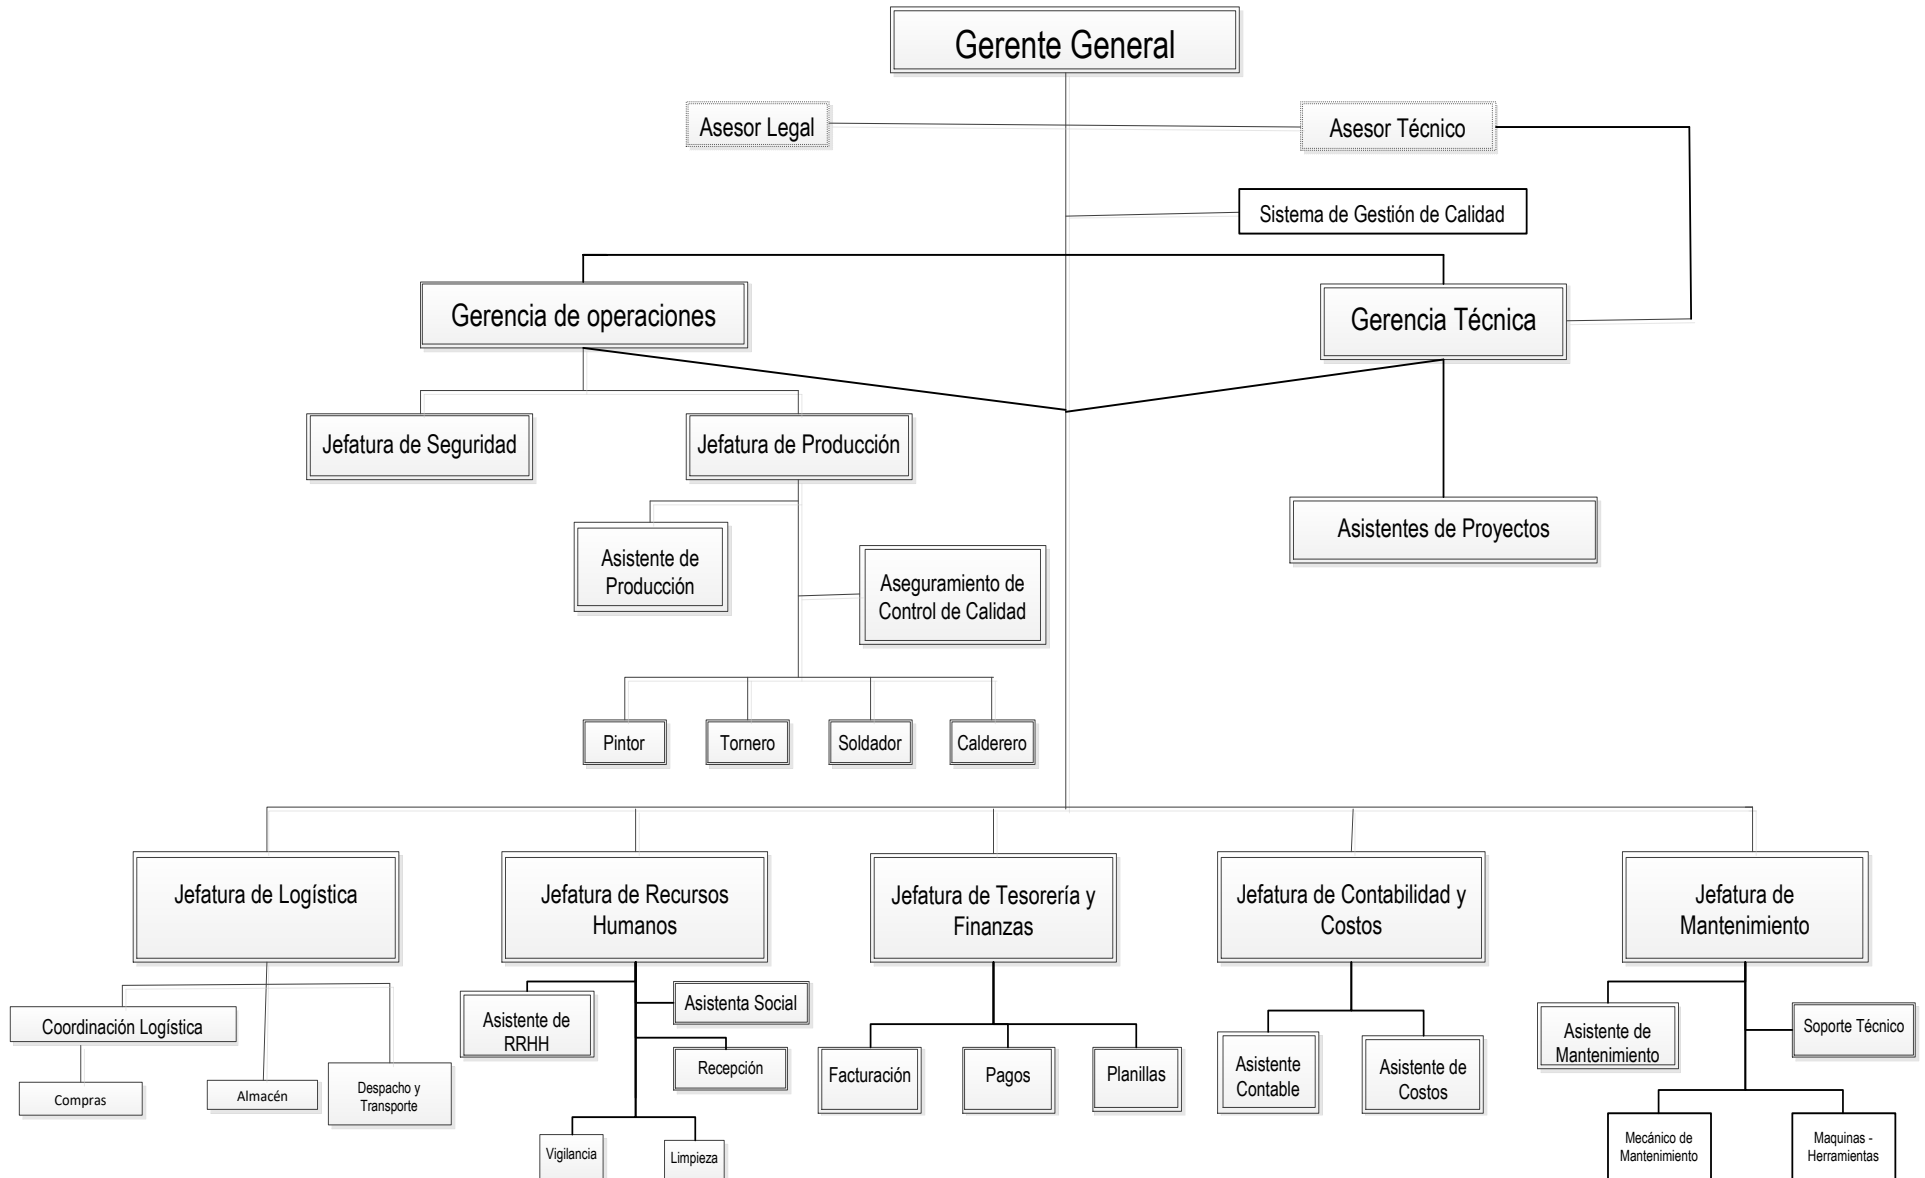 Gerente General
Asesor Legal
Asesor Técnico
Sistema de Gestión de Calidad
Gerencia de operaciones
Gerencia Técnica
Jefatura de Seguridad
Jefatura de Producción
Asistentes de Proyectos
Asistente de
Producción
Aseguramiento de
Control de Calidad
Pintor
Tornero
Soldador
Calderero
Jefatura de Logística
Jefatura de Recursos
Humanos
Jefatura de Tesorería y
Finanzas
Jefatura de Contabilidad y
Costos
Jefatura de
Mantenimiento
Coordinación Logística
Compras
Almacén
Despacho y
Transporte
Asistente de
RRHH
Asistenta Social
Recepción
Vigilancia
Limpieza
Facturación
Pagos
Planillas
Asistente
Contable
Asistente de
Costos
Asistente de
Mantenimiento
Soporte Técnico
Mecánico de
Mantenimiento
Maquinas -
Herramientas